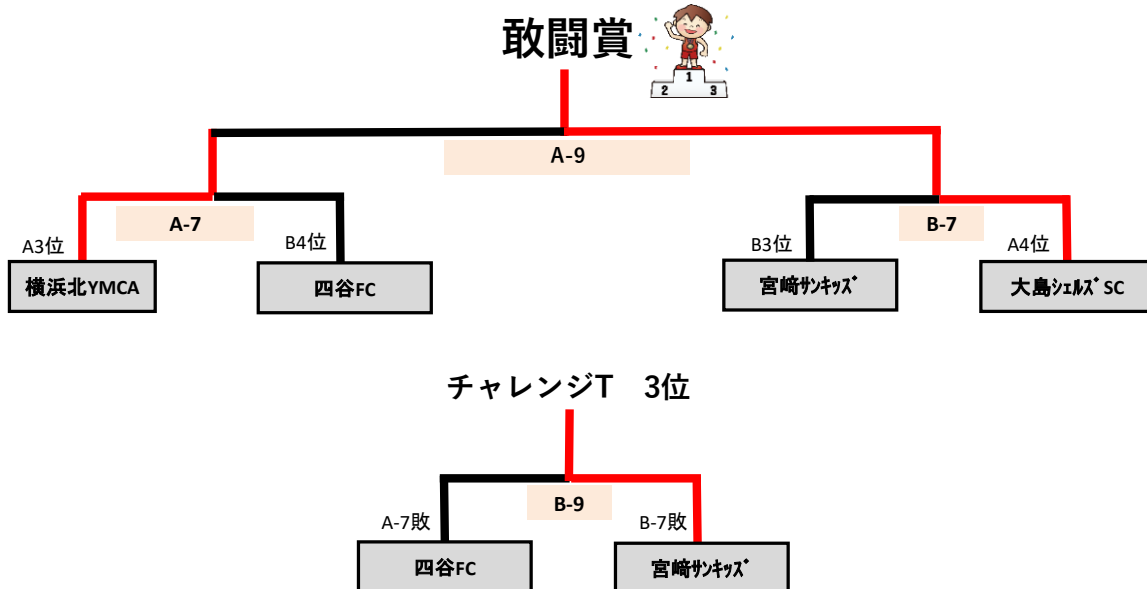 敢闘賞
1
2 3
A-9
A-7
B-7
A3位
B4位
B3位
A4位
横浜北YMCA
四谷FC
宮崎ｻﾝｷｯｽﾞ
大島ｼｪﾙｽﾞSC
チャレンジT　3位
B-9
A-7敗
B-7敗
四谷FC
宮崎ｻﾝｷｯｽﾞ